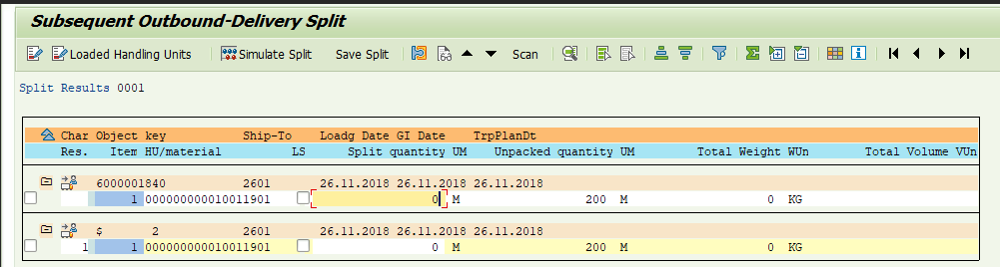 Subsequent Outbound-Delivery Split
Loaded Handling Units Simulate Split Save Split Scan
Split Results 0001
Char Object key Ship-To Loadg Date GI Date TrpPlanDt
Res. Item HU/material LS Split quantity UM Unpacked quantity UM Total Weight WUn Total Volume VUn
6000001840 2601 26.11.2018 26.11.2018 26.11.2018
1 000000000010011901 0 M 200 M 0 KG
$ 2 2601 26.11.2018 26.11.2018 26.11.2018
1 1 000000000010011901 0 M 200 M 0 KG